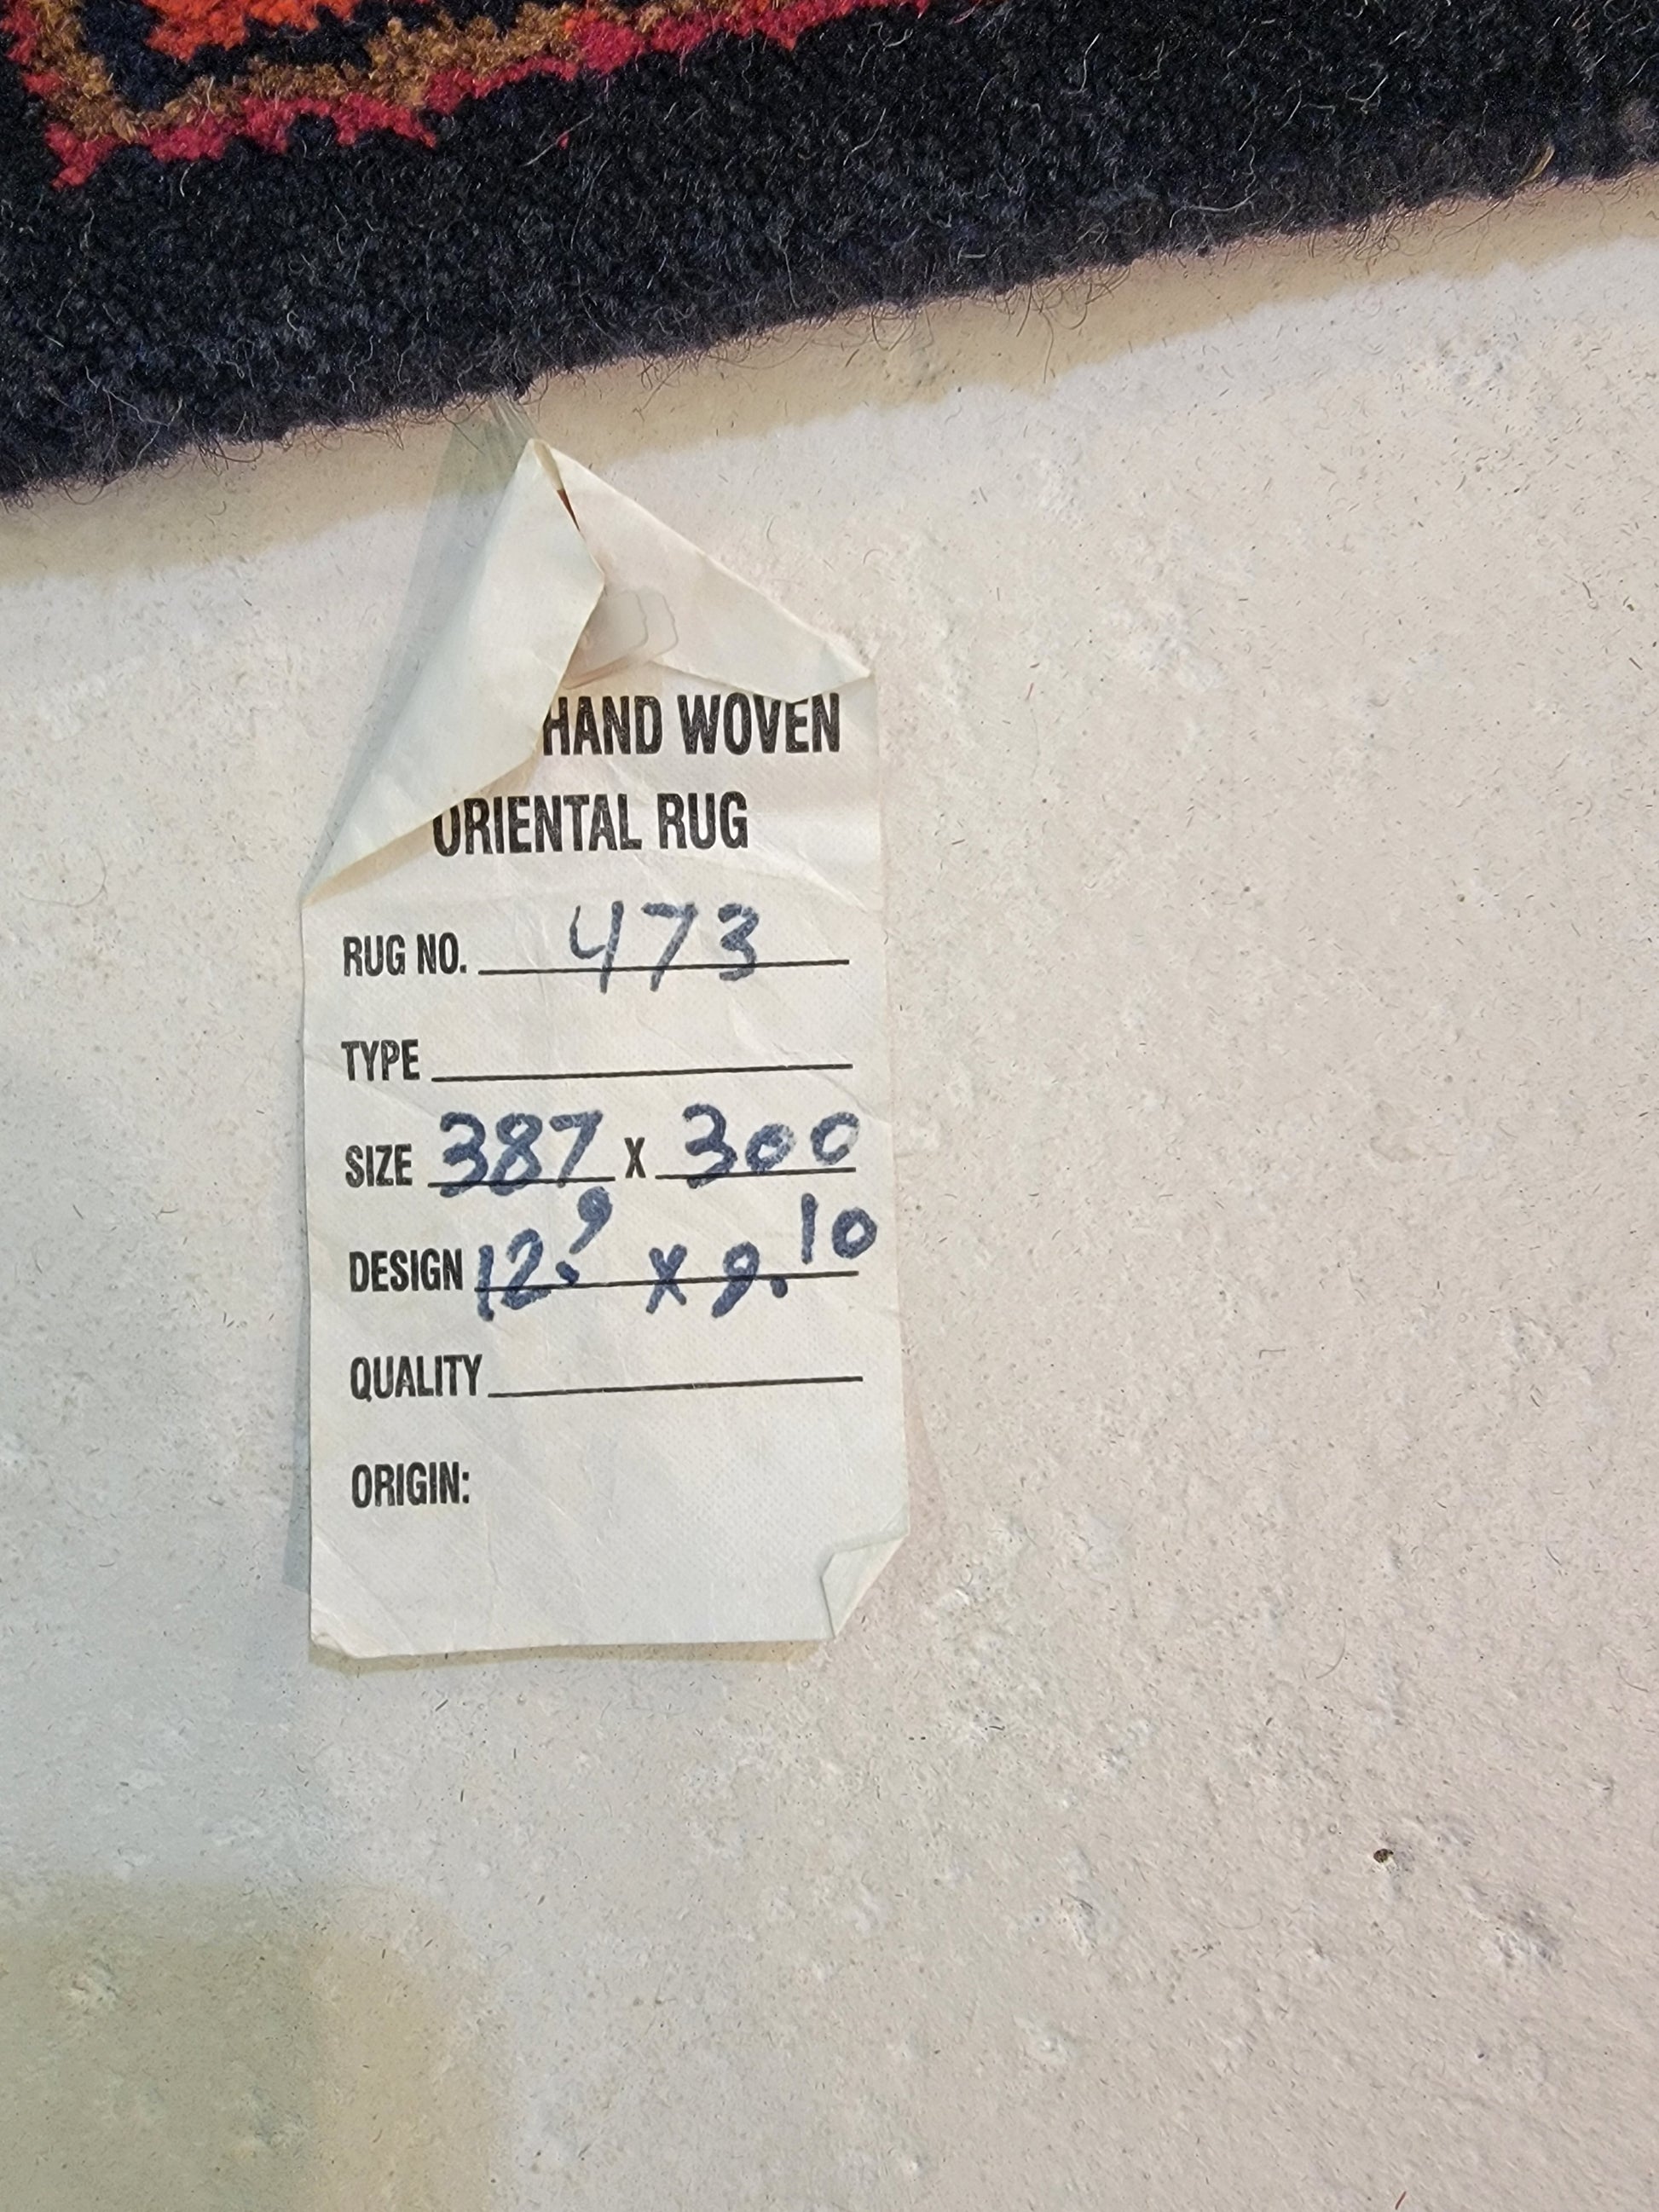 HAND WOVEN
ORIENTAL RUG
RUG NO. 473
TYPE
SIZE 387 X 300
DESIGN 12.9 x 9.10
QUALITY
ORIGIN: